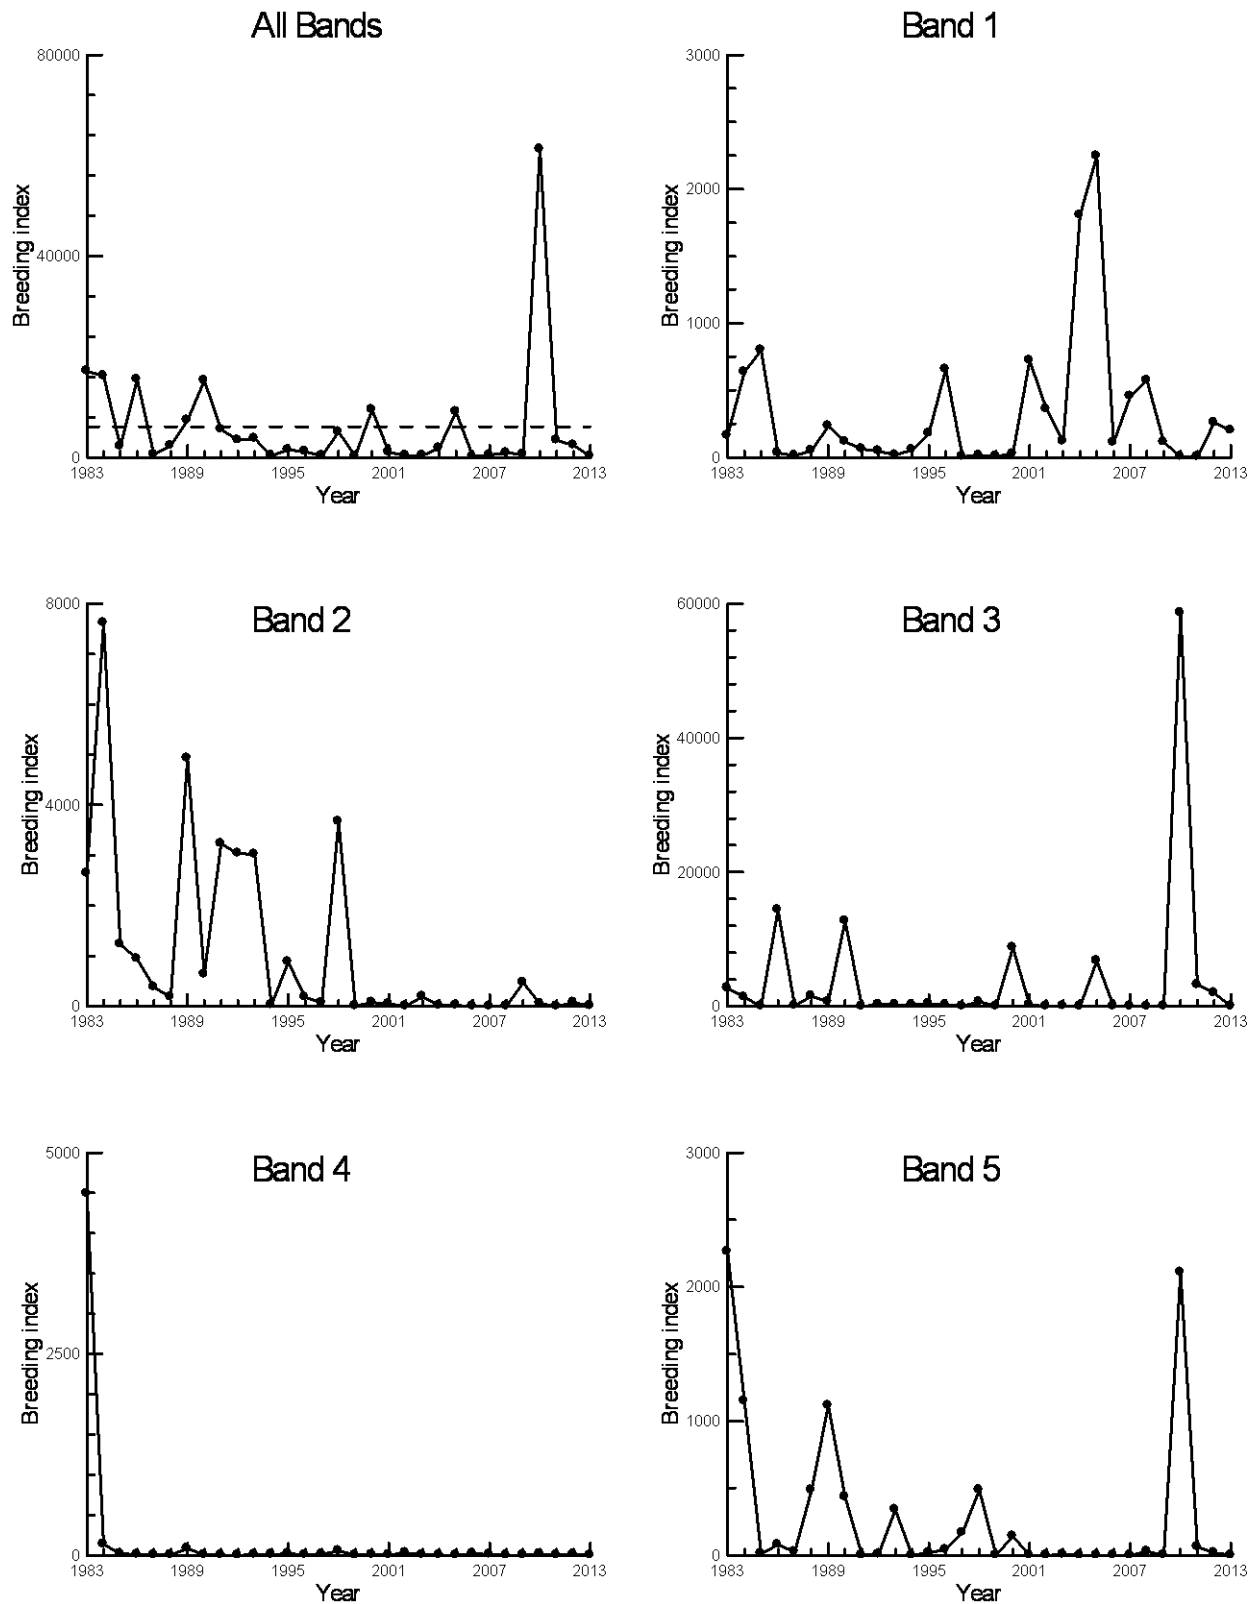 All Bands
80000
40000
0
Breeding index
1983 1989 1995 2001 2007 2013
Year
Band 1
3000
2000
1000
0
Breeding index
1983 1989 1995 2001 2007 2013
Year
Band 2
8000
4000
0
Breeding index
1983 1989 1995 2001 2007 2013
Year
Band 3
60000
40000
20000
0
Breeding index
1983 1989 1995 2001 2007 2013
Year
Band 4
5000
2500
0
Breeding index
1983 1989 1995 2001 2007 2013
Year
Band 5
3000
2000
1000
0
Breeding index
1983 1989 1995 2001 2007 2013
Year